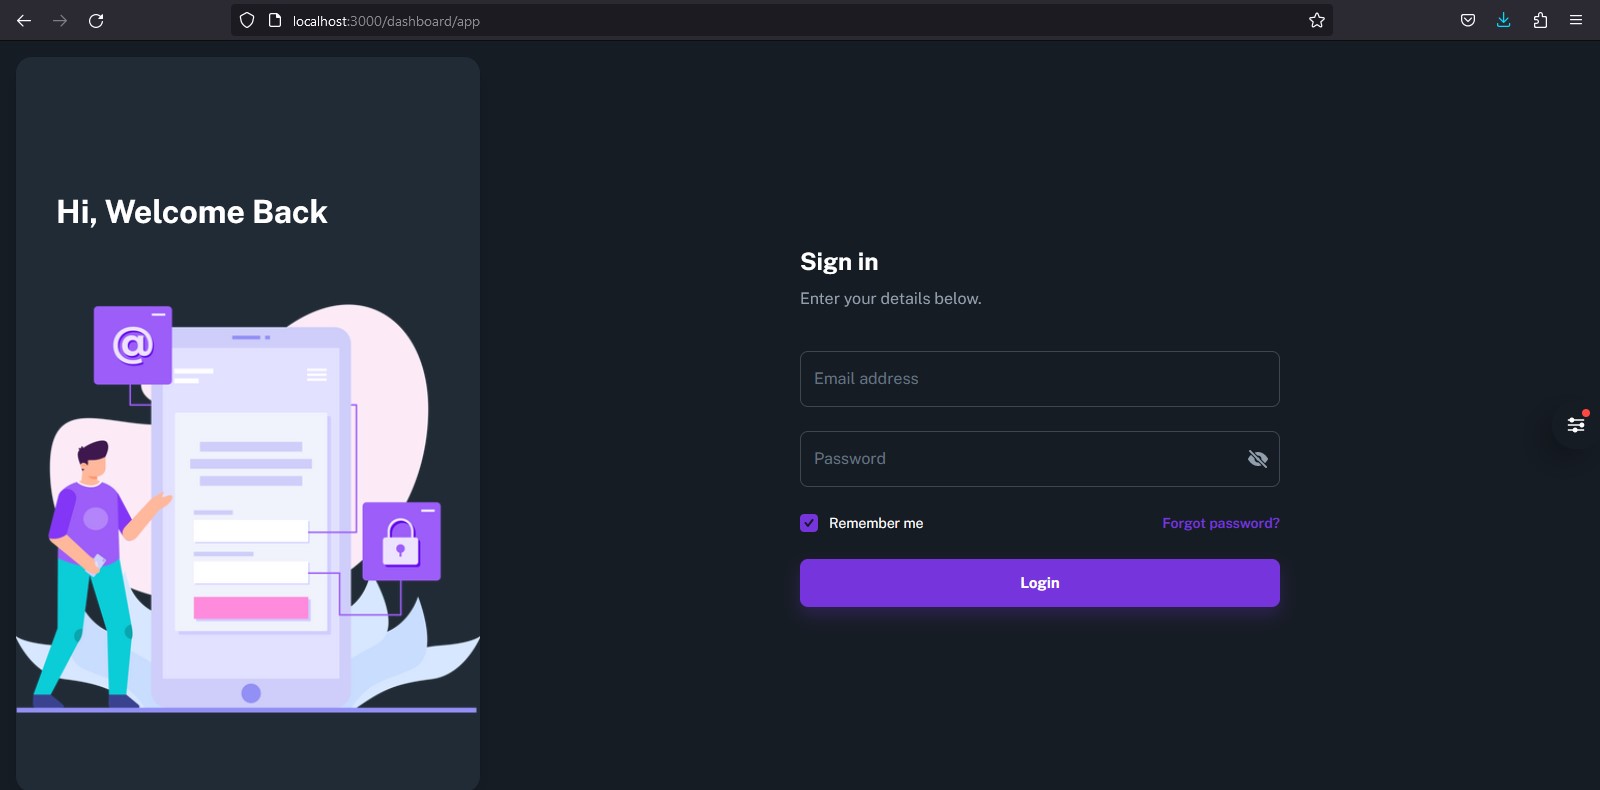 localhost:3000/dashboard/app
Hi, Welcome Back
@
Sign in
Enter your details below.
Email address
Password
Remember me
Forgot password?
Login